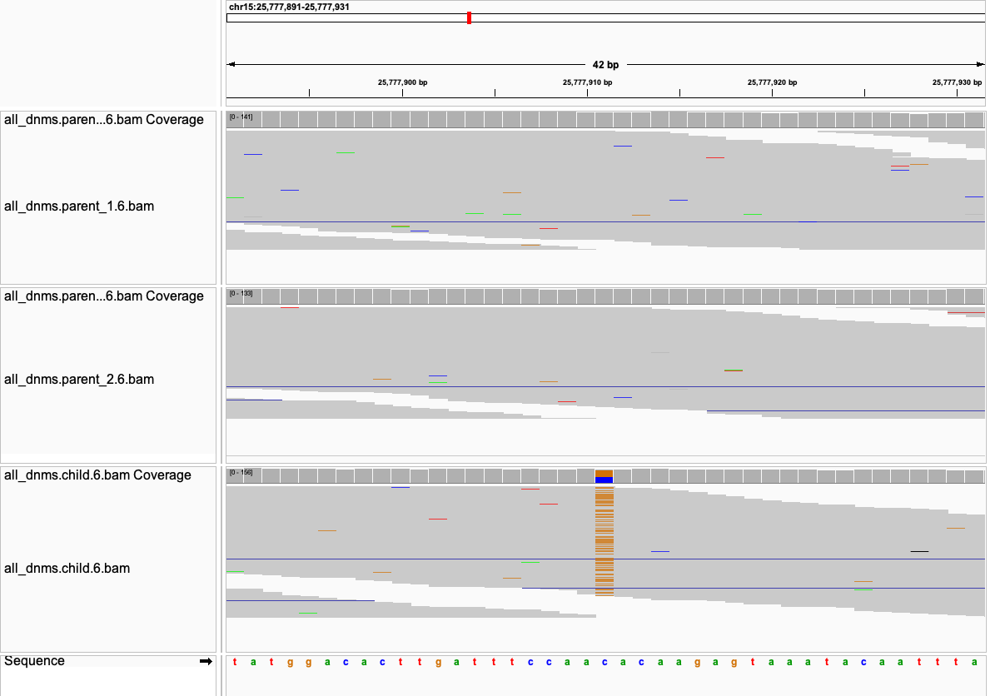 chr15:25,777,891-25,777,931
42 bp
25,777,900 bp 25,777,910 bp 25,777,920 bp 25,777,930 bp
all_dnms.paren...6.bam Coverage
[0 - 141]
all_dnms.parent_1.6.bam
all_dnms.paren...6.bam Coverage
[0 - 133]
all_dnms.parent_2.6.bam
all_dnms.child.6.bam Coverage
[0 - 156]
all_dnms.child.6.bam
Sequence t a t g g a c a c t t g a t t t c c a a c a c a a g a g t a a a t a c a a t t t a